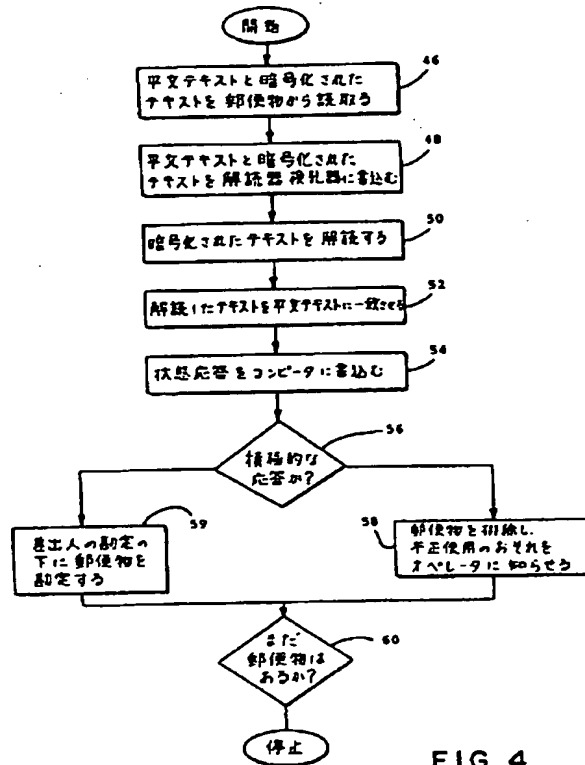 開始
平文テキストと暗号化された
テキストを郵便物から読取る
46
平文テキストと暗号化された
テキストを解読器検孔器に書込む
48
暗号化されたテキストを解読する
50
解読したテキストを平文テキストに一致させる
52
状態応答をコンピータに書込む
54
積極的な
応答か?
56
差出人の勘定の
下に郵便物を
勘定する
59
郵便物を排除し
不正使用のおそれを
オペレータに知らせる
58
まだ
郵便物は
あるか?
60
停止
FIG 4